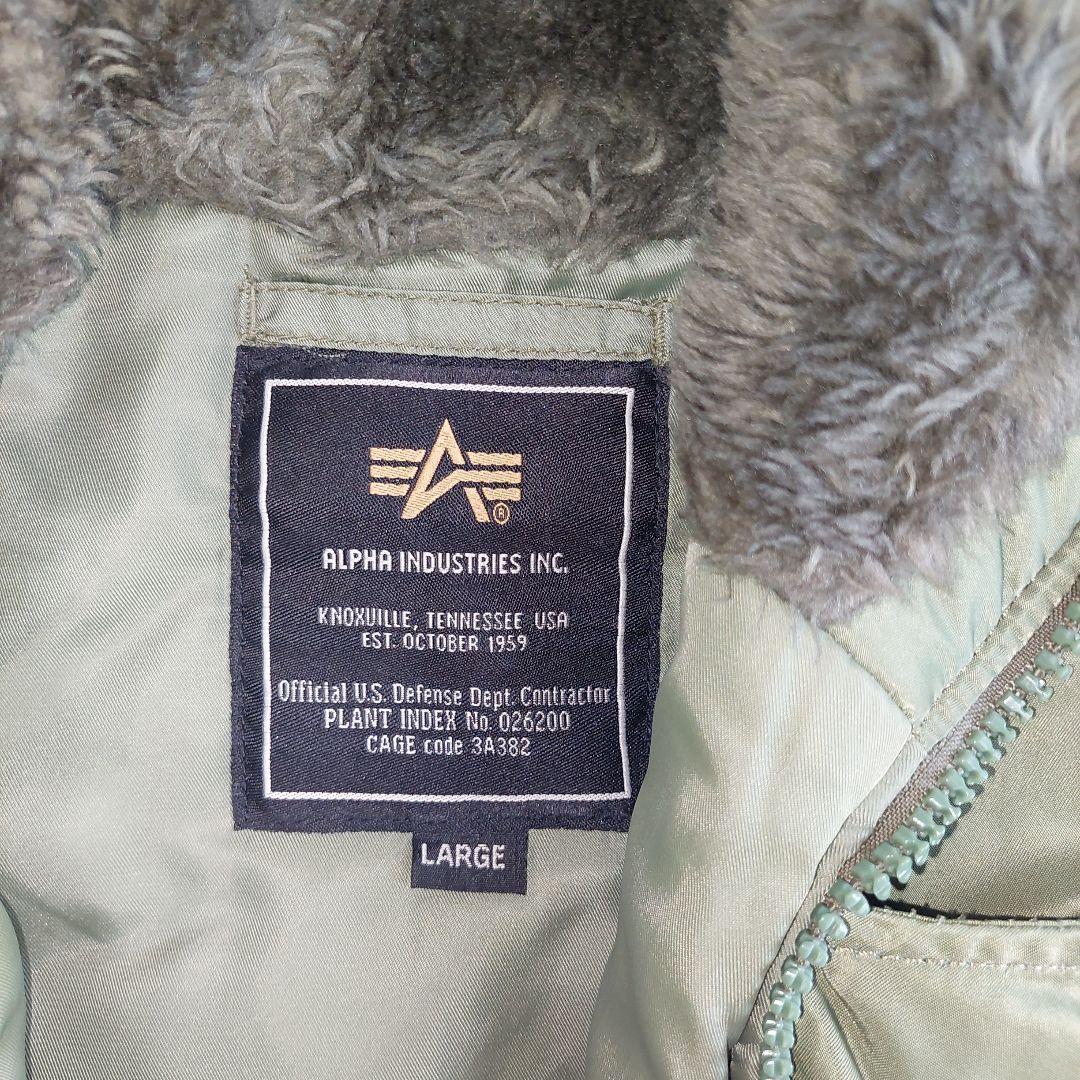 ®
ALPHA INDUSTRIES INC.
KNOXVILLE, TENNESSEE USA
EST. OCTOBER 1959
Official U.S. Defense Dept. Contractor
PLANT INDEX No. 026200
CAGE code 3A382
LARGE